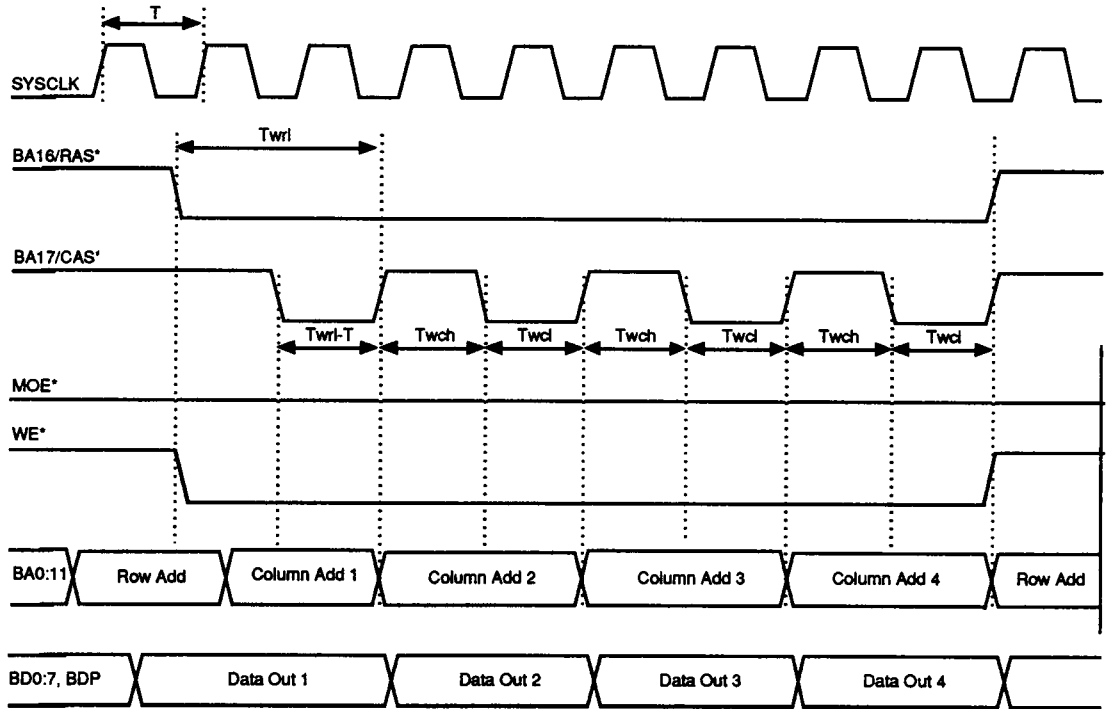 T
SYSCLK
Twrl
BA16/RAS*
BA17/CAS*
Twrl-T Twch Twcl Twch Twcl Twch Twcl
MOE*
WE*
BA0:11 Row Add Column Add 1 Column Add 2 Column Add 3 Column Add 4 Row Add
BD0:7, BDP Data Out 1 Data Out 2 Data Out 3 Data Out 4